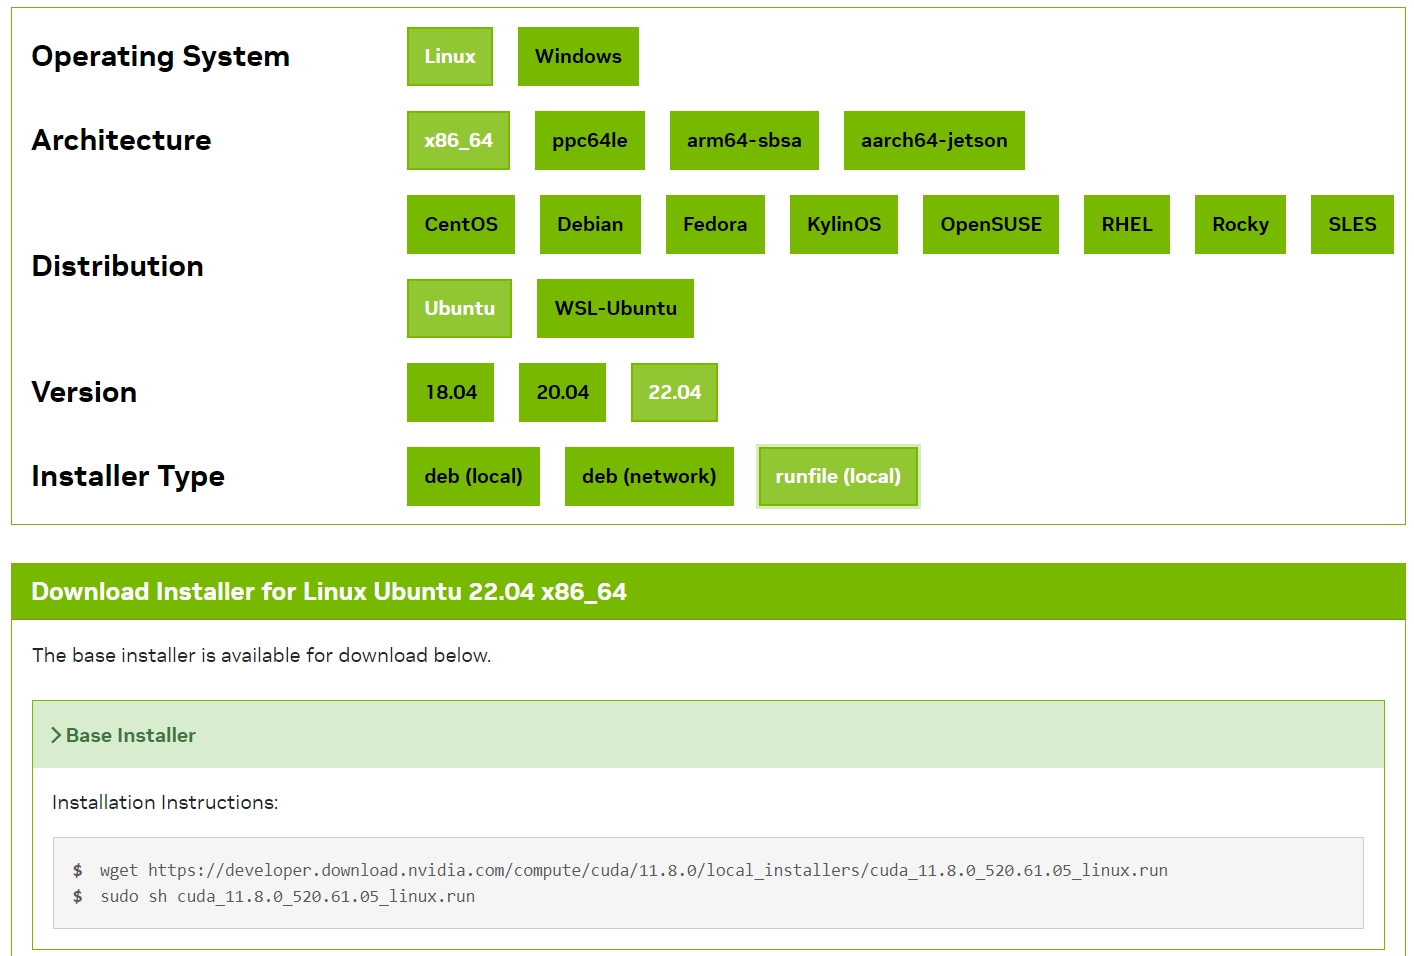 Operating System Linux Windows
Architecture x86_64 ppc64le arm64-sbsa aarch64-jetson
Distribution
CentOS Debian Fedora KylinOS OpenSUSE RHEL Rocky SLES
Ubuntu WSL-Ubuntu
Version 18.04 20.04 22.04
Installer Type deb (local) deb (network) runfile (local)
Download Installer for Linux Ubuntu 22.04 x86_64
The base installer is available for download below.
Base Installer
Installation Instructions:
$ wget https://developer.download.nvidia.com/compute/cuda/11.8.0/local_installers/cuda_11.8.0_520.61.05_linux.run
$ sudo sh cuda_11.8.0_520.61.05_linux.run